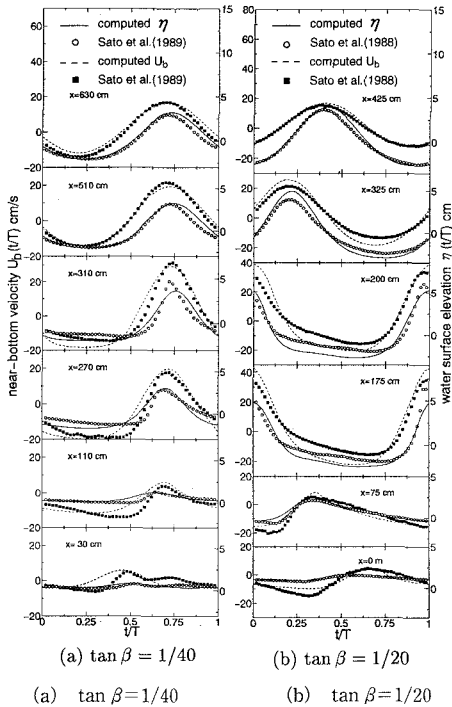 computed η
Sato et al.(1989)
computed U_b
Sato et al.(1989)
x=630 cm
20
0
−20
15
10
5
0
x=510 cm
20
0
−20
5
0
x=310 cm
20
0
−20
5
0
x=270 cm
20
0
−20
5
0
x=110 cm
20
0
−20
5
0
x= 30 cm
20
0
−20
5
0
near−bottom velocity U_b(t/T) cm/s
0 0.25 0.5 0.75 1
t/T
(a) tan β = 1/40
computed η
Sato et al.(1988)
computed U_b
Sato et al.(1988)
x=425 cm
20
0
−20
15
10
5
0
x=325 cm
20
0
−20
5
0
x=200 cm
40
20
0
−20
5
0
x=175 cm
40
20
0
−20
5
0
x=75 cm
20
0
−20
5
0
x=0 m
20
0
−20
5
0
water surface elevation η (t/T) cm
0 0.25 0.5 0.75 1
t/T
(b) tan β = 1/20
(a) tan β=1/40
(b) tan β=1/20